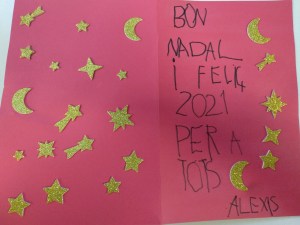 BON
NADAL
i FELIÇ
2021
PER A
TOTS
ALEXIS